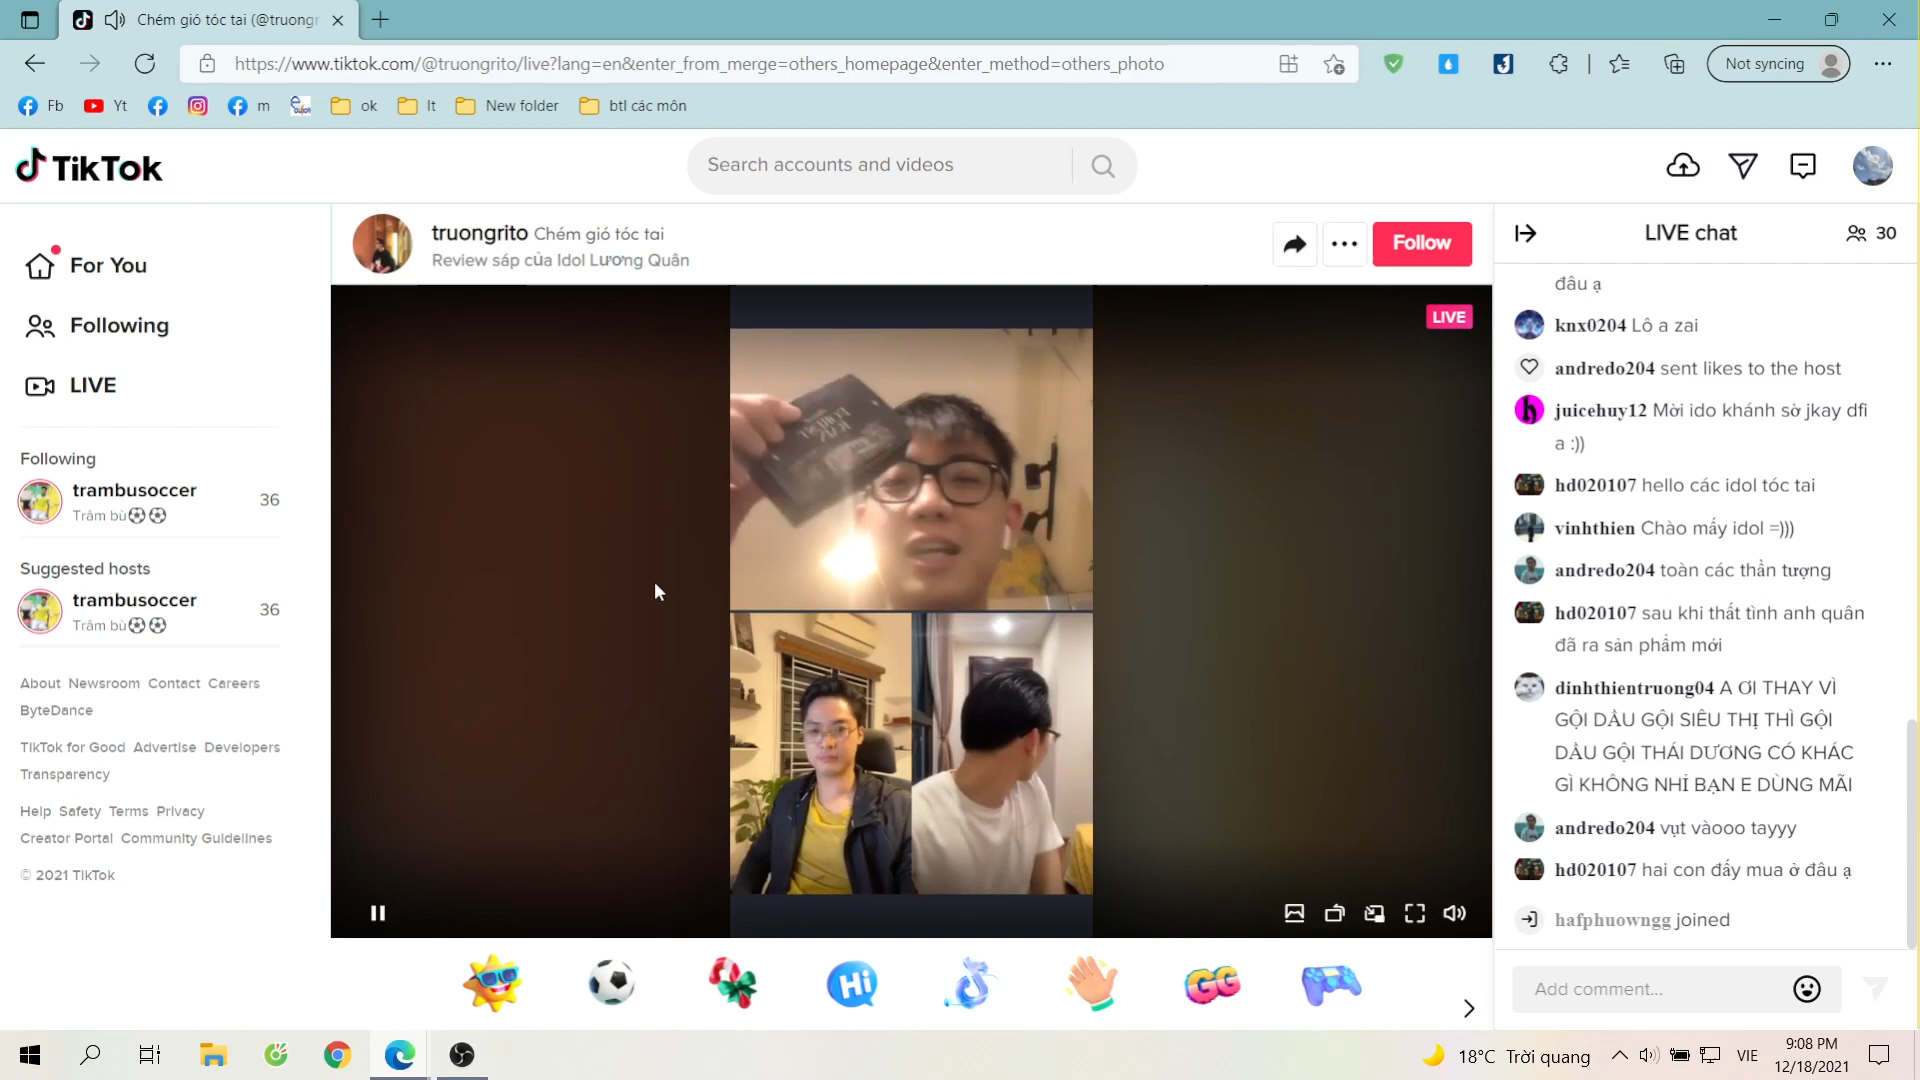 Chém gió tóc tai (@truongr
https://www.tiktok.com/@truongrito/live?lang=en&enter_from_merge=others_homepage&enter_method=others_photo
Not syncing
Fb
Yt
m
ok
lt
New folder
btl các môn
TikTok
Search accounts and videos
For You
Following
LIVE
Following
trambusoccer
Trâm bù⚽⚽
36
Suggested hosts
trambusoccer
Trâm bù⚽⚽
36
About Newsroom Contact Careers
ByteDance
TikTok for Good Advertise Developers
Transparency
Help Safety Terms Privacy
Creator Portal Community Guidelines
© 2021 TikTok
truongrito Chém gió tóc tai
Review sáp của Idol Lương Quân
Follow
LIVE
Hi
GG
LIVE chat
30
đâu ạ
knx0204 Lô a zai
andredo204 sent likes to the host
juicehuy12 Mời ido khánh sờ jkay dfi
a :))
hd020107 hello các idol tóc tai
vinhthien Chào mấy idol =)))
andredo204 toàn các thần tượng
hd020107 sau khi thất tình anh quân
đã ra sản phẩm mới
dinhthientruong04 A ƠI THAY VÌ
GỘI DẦU GỘI SIÊU THỊ THÌ GỘI
DẦU GỘI THÁI DƯƠNG CÓ KHÁC
GÌ KHÔNG NHỈ BẠN E DÙNG MÃI
andredo204 vụt vàooo tayyy
hd020107 hai con đấy mua ở đâu ạ
hafphuowngg joined
Add comment...
18°C Trời quang
VIE
9:08 PM
12/18/2021